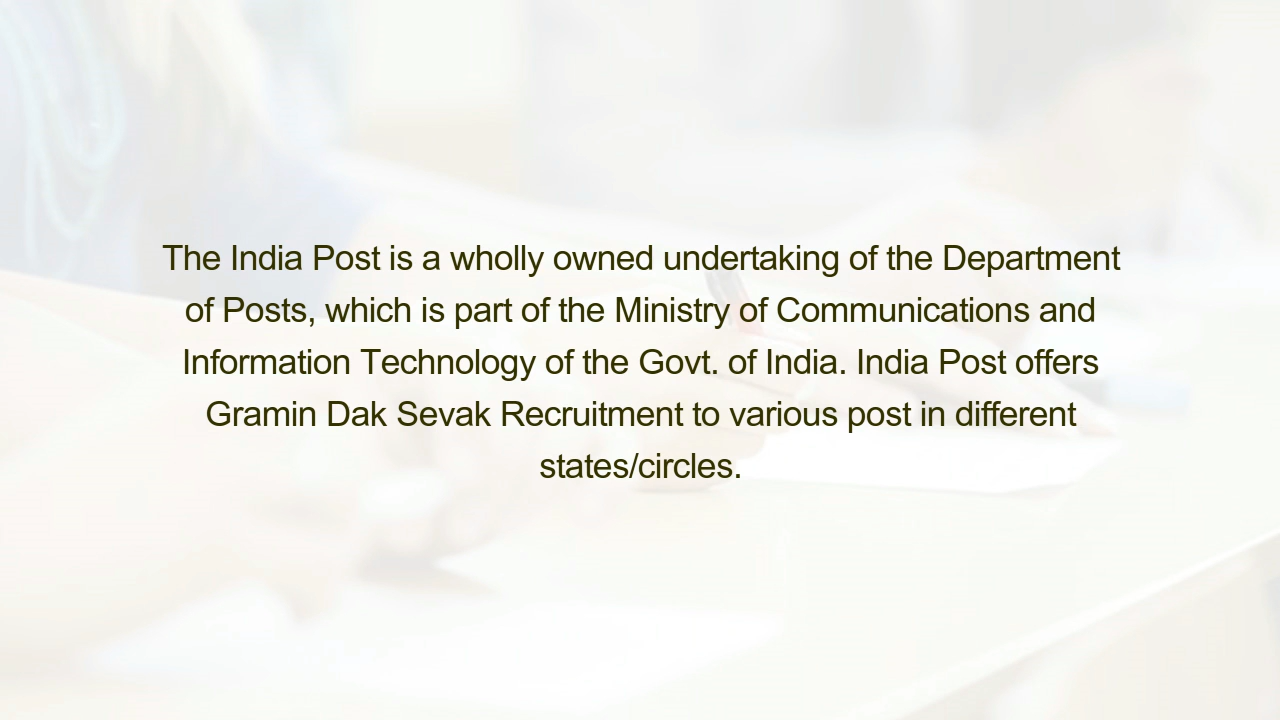 The India Post is a wholly owned undertaking of the Department
of Posts, which is part of the Ministry of Communications and
Information Technology of the Govt. of India. India Post offers
Gramin Dak Sevak Recruitment to various post in different
states/circles.